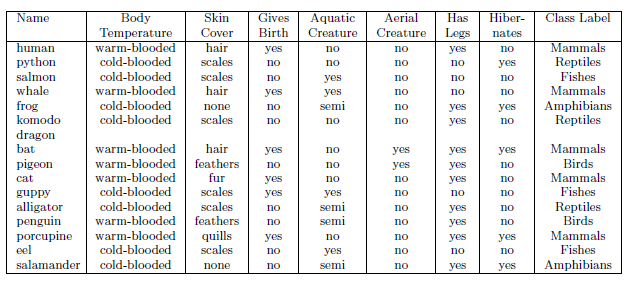 Name Body Skin Gives Aquatic Aerial Has Hiber- Class Label
Temperature Cover Birth Creature Creature Legs nates
human warm-blooded hair yes no no yes no Mammals
python cold-blooded scales no no no no yes Reptiles
salmon cold-blooded scales no yes no no no Fishes
whale warm-blooded hair yes yes no no no Mammals
frog cold-blooded none no semi no yes yes Amphibians
komodo cold-blooded scales no no no yes no Reptiles
dragon
bat warm-blooded hair yes no yes yes yes Mammals
pigeon warm-blooded feathers no no yes yes no Birds
cat warm-blooded fur yes no no yes no Mammals
guppy cold-blooded scales yes yes no no no Fishes
alligator cold-blooded scales no semi no yes no Reptiles
penguin warm-blooded feathers no semi no yes no Birds
porcupine warm-blooded quills yes no no yes yes Mammals
eel cold-blooded scales no yes no no no Fishes
salamander cold-blooded none no semi no yes yes Amphibians